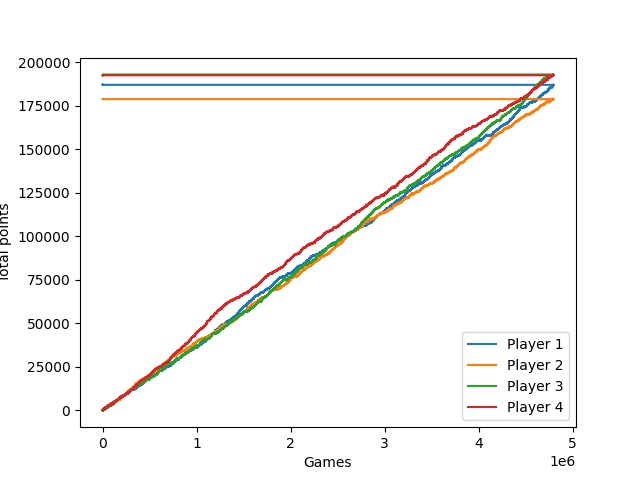 200000
175000
150000
125000
100000
75000
50000
25000
0
Total points
0 1 2 3 4 5
1e6
Games
Player 1
Player 2
Player 3
Player 4